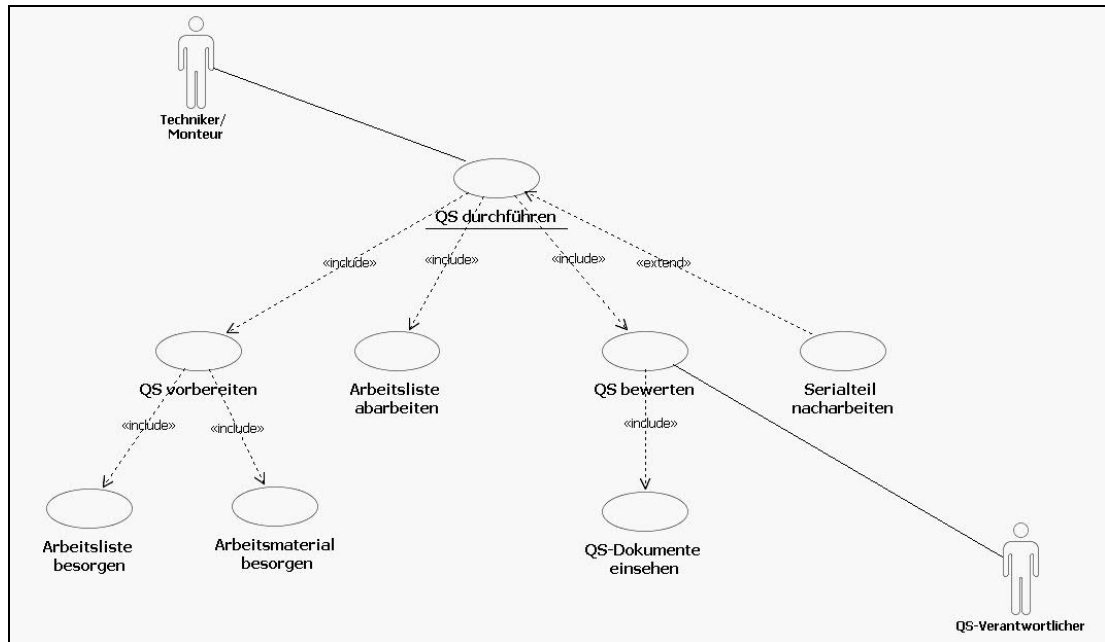 Techniker/
Monteur
QS durchführen
«include»
«include»
«include»
«extend»
QS vorbereiten
Arbeitsliste
abarbeiten
QS bewerten
Serialteil
nacharbeiten
«include»
«include»
«include»
Arbeitsliste
besorgen
Arbeitsmaterial
besorgen
QS-Dokumente
einsehen
QS-Verantwortlicher